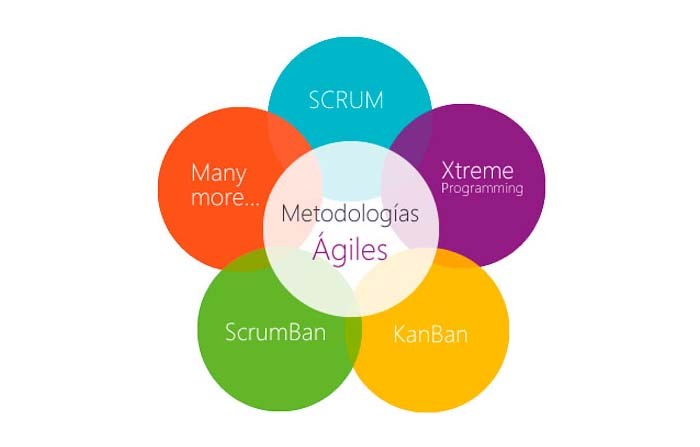 SCRUM
Xtreme
Programming
KanBan
ScrumBan
Many
more...
Metodologías
Ágiles